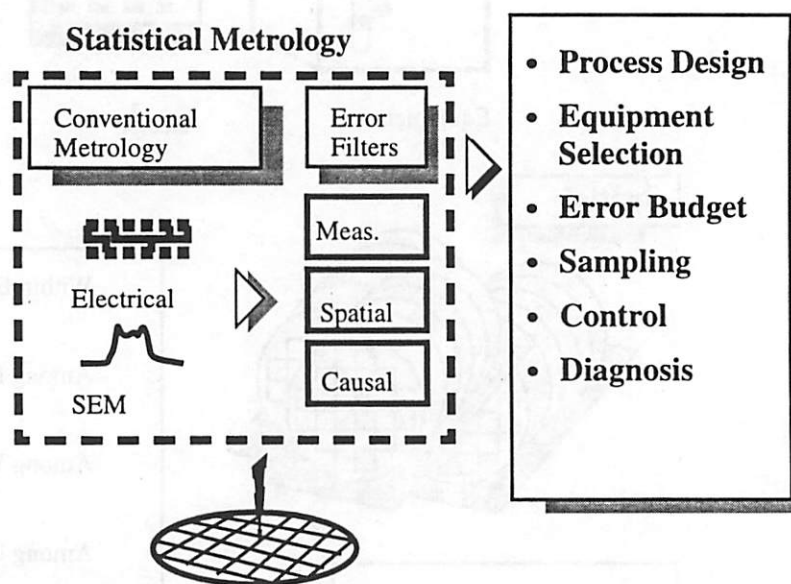 Statistical Metrology
Conventional
Metrology
Error
Filters
Meas.
Electrical
Spatial
SEM
Causal
• Process Design
• Equipment
Selection
• Error Budget
• Sampling
• Control
• Diagnosis